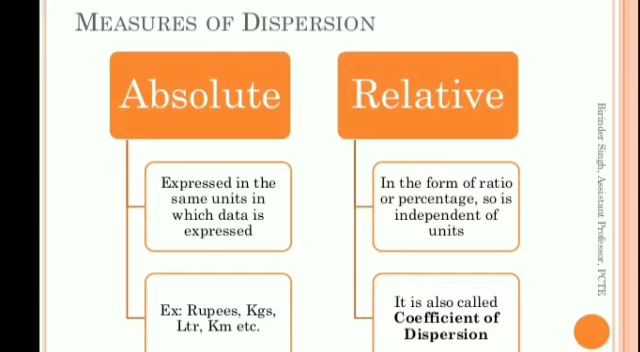 MEASURES OF DISPERSION
Absolute
Expressed in the
same units in
which data is
expressed
Ex: Rupees, Kgs,
Ltr, Km etc.
Relative
In the form of ratio
or percentage, so is
independent of
units
It is also called
Coefficient of
Dispersion
Birinder Singh, Assistant Professor, PCTE